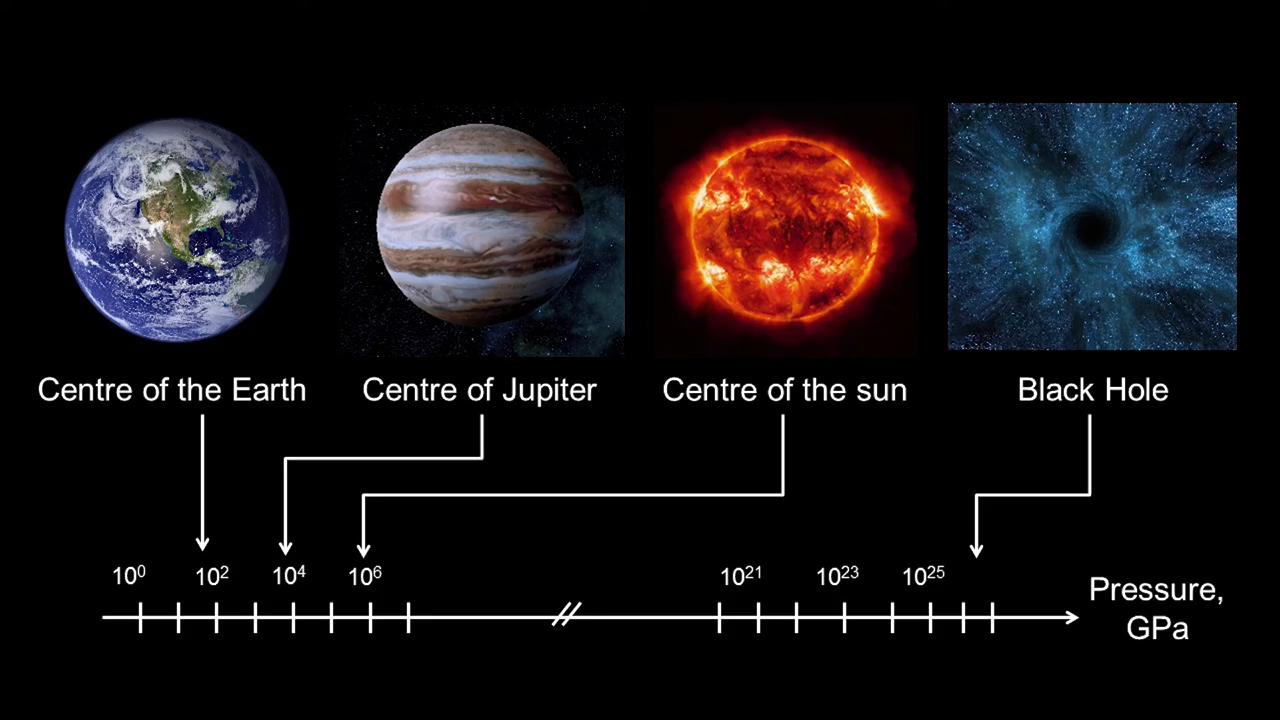 Centre of the Earth
Centre of Jupiter
Centre of the sun
Black Hole
10⁰ 10² 10⁴ 10⁶ 10²¹ 10²³ 10²⁵
Pressure,
GPa